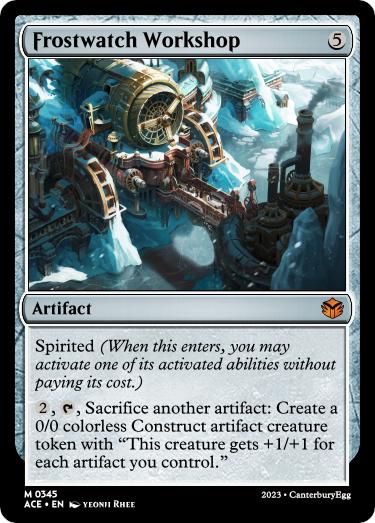 Frostwatch Workshop 5
Artifact
Spirited (When this enters, you may
activate one of its activated abilities without
paying its cost.)
2, , Sacrifice another artifact: Create a
0/0 colorless Construct artifact creature
token with “This creature gets +1/+1 for
each artifact you control.”
M 0345
ACE • EN Yeonji Rhee
2023 • CanterburyEgg